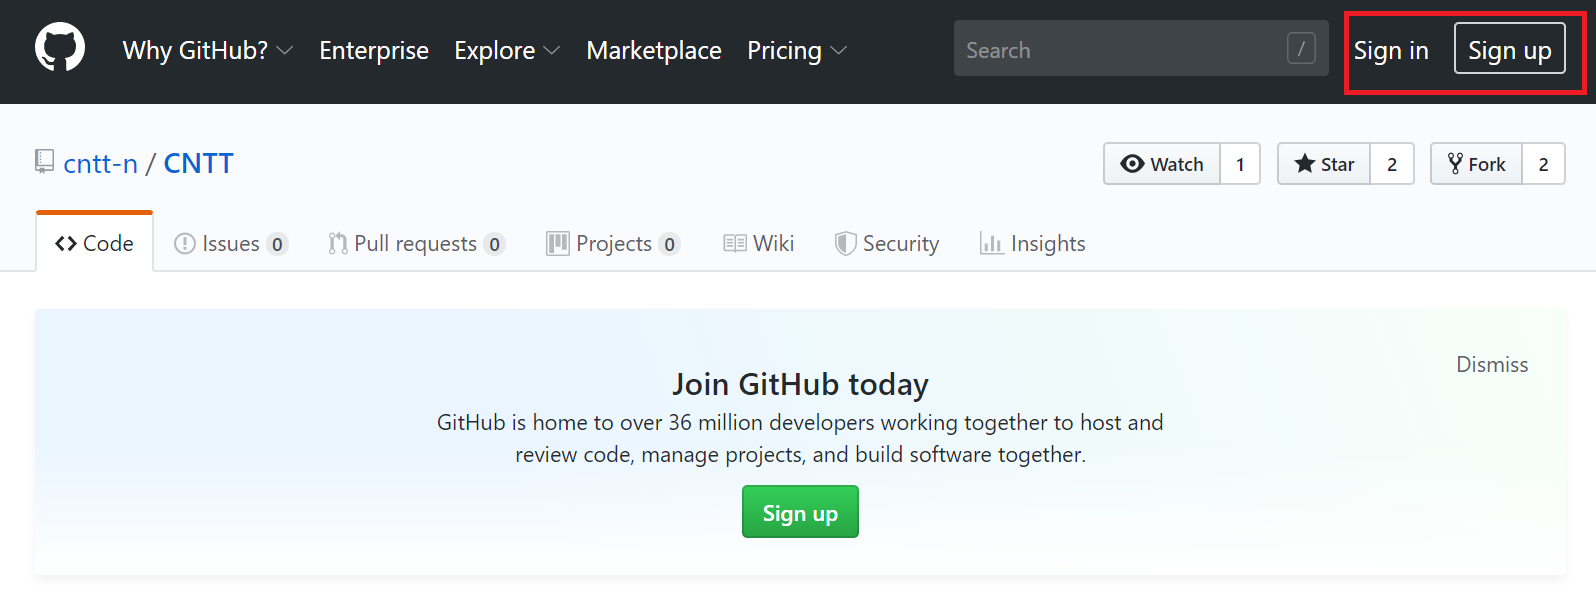 Why GitHub? Enterprise Explore Marketplace Pricing Search / Sign in Sign up
cntt-n / CNTT Watch 1 Star 2 Fork 2
Code Issues 0 Pull requests 0 Projects 0 Wiki Security Insights
Dismiss
Join GitHub today
GitHub is home to over 36 million developers working together to host and
review code, manage projects, and build software together.
Sign up